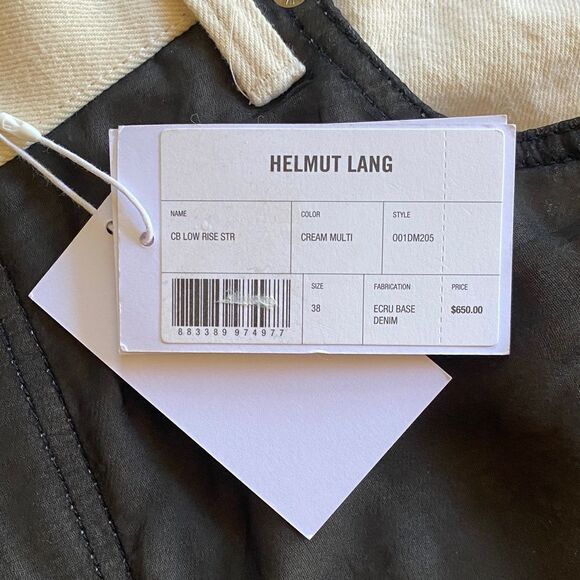 HELMUT LANG
NAME
COLOR
STYLE
CB LOW RISE STR
CREAM MULTI
001DM205
SIZE
FABRICATION
PRICE
38
ECRU BASE
DENIM
$650.00
883389 974977